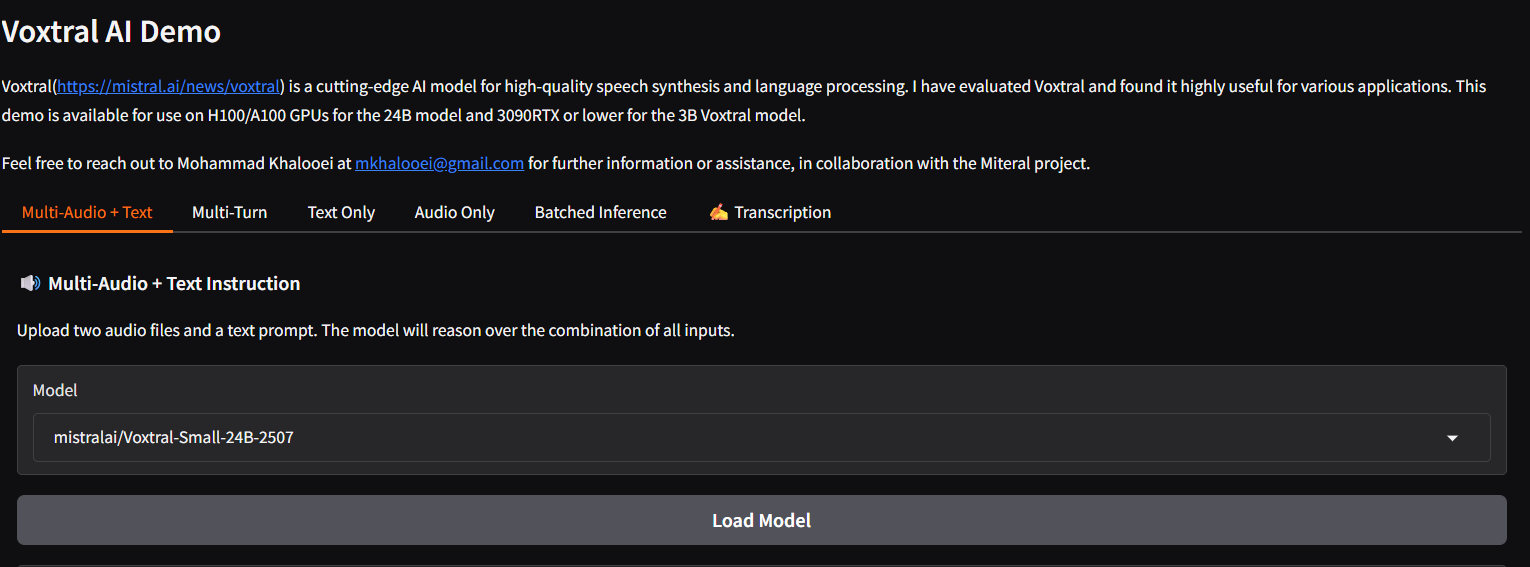 Voxtral AI Demo
Voxtral(https://mistral.ai/news/voxtral) is a cutting-edge AI model for high-quality speech synthesis and language processing. I have evaluated Voxtral and found it highly useful for various applications. This
demo is available for use on H100/A100 GPUs for the 24B model and 3090RTX or lower for the 3B Voxtral model.
Feel free to reach out to Mohammad Khalooei at mkhalooei@gmail.com for further information or assistance, in collaboration with the Miteral project.
Multi-Audio + Text Multi-Turn Text Only Audio Only Batched Inference ✍️ Transcription
🔊 Multi-Audio + Text Instruction
Upload two audio files and a text prompt. The model will reason over the combination of all inputs.
Model
mistralai/Voxtral-Small-24B-2507
Load Model